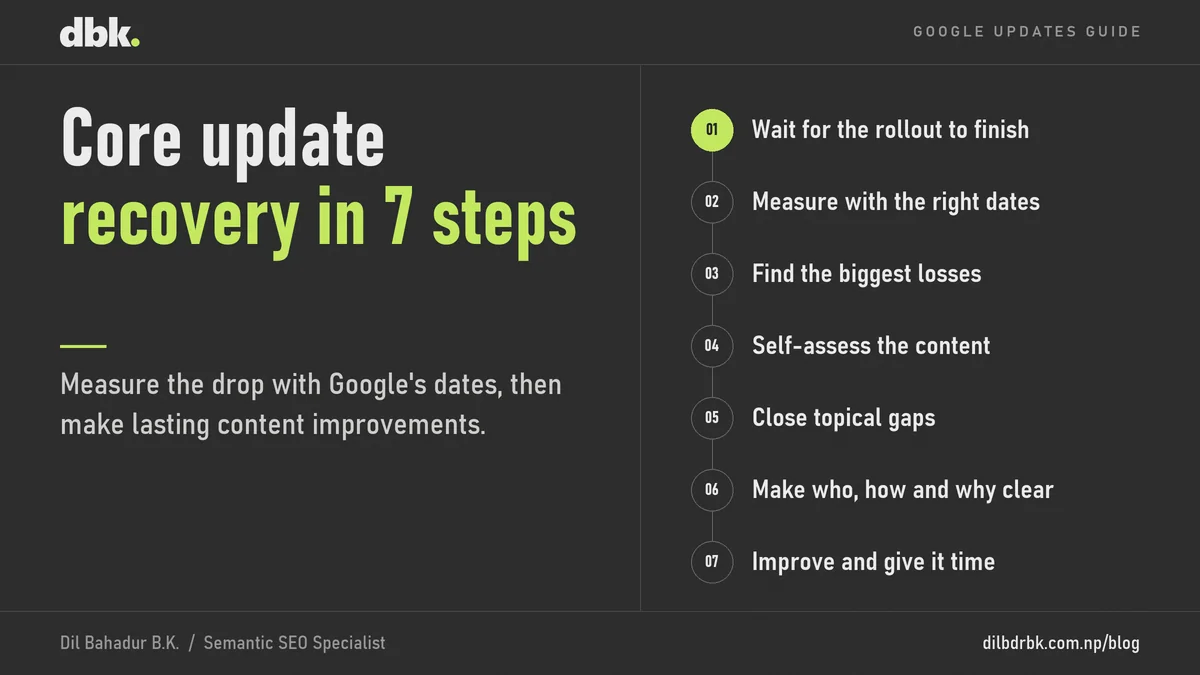 dbk.
GOOGLE UPDATES GUIDE
Core update
recovery in 7 steps
Measure the drop with Google's dates, then
make lasting content improvements.
01 Wait for the rollout to finish
02 Measure with the right dates
03 Find the biggest losses
04 Self-assess the content
05 Close topical gaps
06 Make who, how and why clear
07 Improve and give it time
Dil Bahadur B.K. / Semantic SEO Specialist
dilbdrbk.com.np/blog